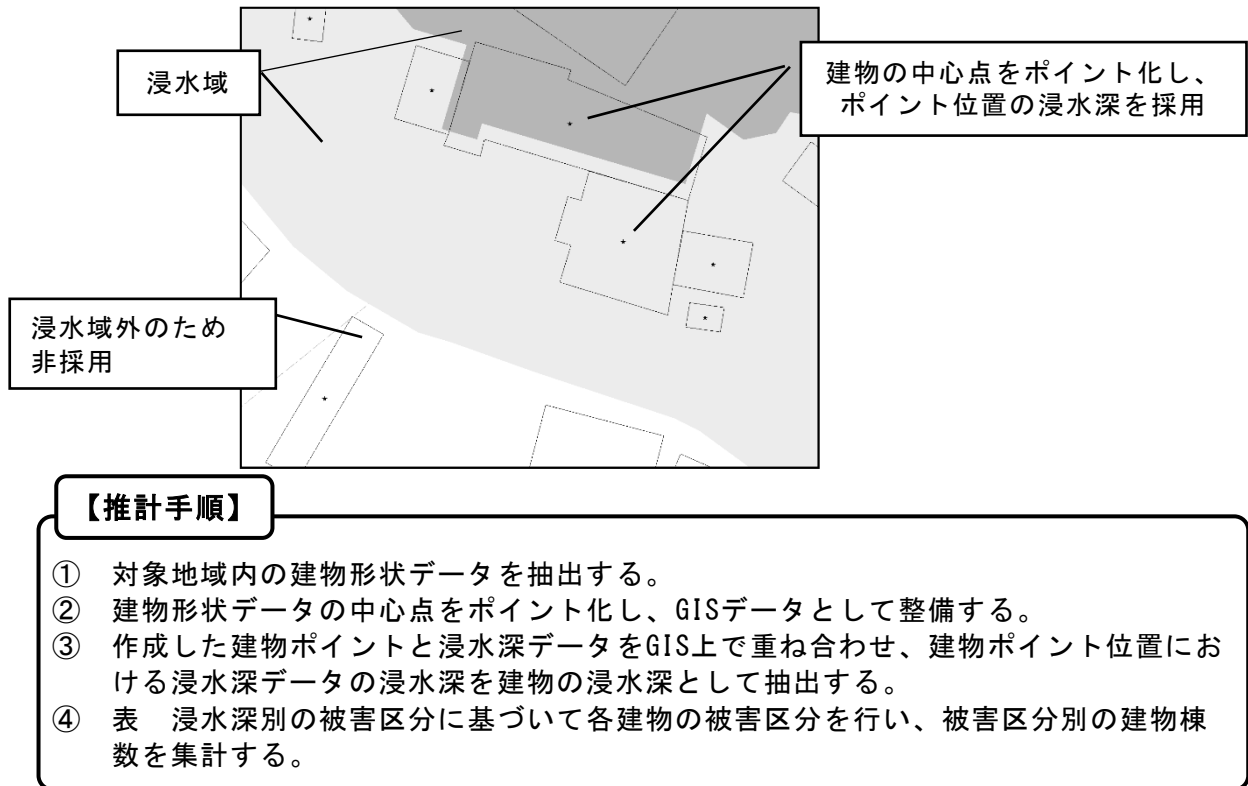 浸水域
建物の中心点をポイント化し、
ポイント位置の浸水深を採用
浸水域外のため
非採用
【推計手順】
① 対象地域内の建物形状データを抽出する。
② 建物形状データの中心点をポイント化し、GISデータとして整備する。
③ 作成した建物ポイントと浸水深データをGIS上で重ね合わせ、建物ポイント位置にお
ける浸水深データの浸水深を建物の浸水深として抽出する。
④ 表 浸水深別の被害区分に基づいて各建物の被害区分を行い、被害区分別の建物棟
数を集計する。